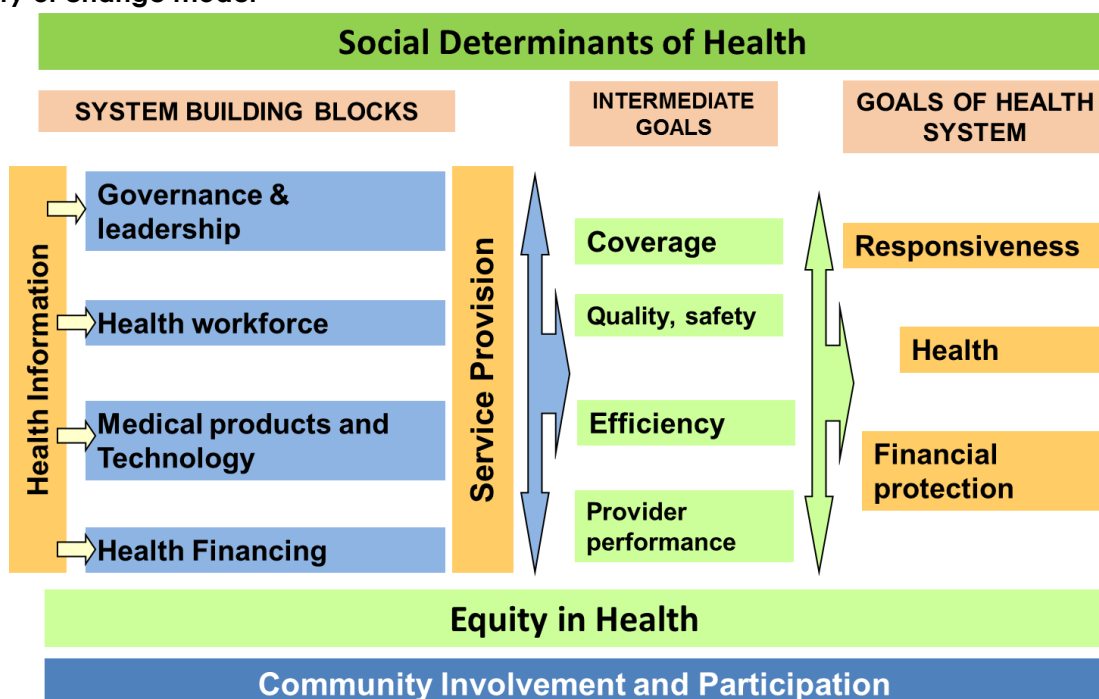 change model
Social Determinants of Health
SYSTEM BUILDING BLOCKS
INTERMEDIATE
GOALS
GOALS OF HEALTH
SYSTEM
Health Information
Governance &
leadership
Health workforce
Medical products and
Technology
Health Financing
Service Provision
Coverage
Quality, safety
Efficiency
Provider
performance
Responsiveness
Health
Financial
protection
Equity in Health
Community Involvement and Participation